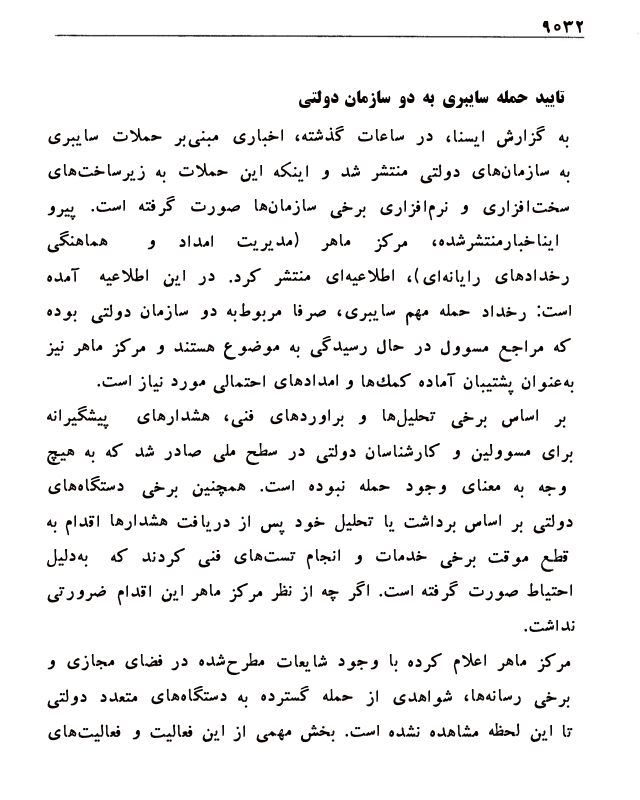 ۹۰۳۲
تایید حمله سایبری به دو سازمان دولتی
به گزارش ایسنا، در ساعات گذشته، اخباری مبنی‌بر حملات سایبری
به سازمان‌های دولتی منتشر شد و اینکه این حملات به زیرساخت‌های
سخت‌افزاری و نرم‌افزاری برخی سازمان‌ها صورت گرفته است. پیرو
ایناخبارمنتشرشده، مرکز ماهر (مدیریت امداد و هماهنگی
رخدادهای رایانه‌ای)، اطلاعیه‌ای منتشر کرد. در این اطلاعیه آمده
است: رخداد حمله مهم سایبری، صرفا مربوط‌به دو سازمان دولتی بوده
که مراجع مسوول در حال رسیدگی به موضوع هستند و مرکز ماهر نیز
به‌عنوان پشتیبان آماده کمك‌ها و امدادهای احتمالی مورد نیاز است.
بر اساس برخی تحلیل‌ها و براوردهای فنی، هشدارهای پیشگیرانه
برای مسوولین و کارشناسان دولتی در سطح ملی صادر شد که به هیچ
وجه به معنای وجود حمله نبوده است. همچنین برخی دستگاه‌های
دولتی بر اساس برداشت یا تحلیل خود پس از دریافت هشدارها اقدام به
قطع موقت برخی خدمات و انجام تست‌های فنی کردند که به‌دلیل
احتیاط صورت گرفته است. اگر چه از نظر مرکز ماهر این اقدام ضرورتی
نداشت.
مرکز ماهر اعلام کرده با وجود شایعات مطرح‌شده در فضای مجازی و
برخی رسانه‌ها، شواهدی از حمله گسترده به دستگاه‌های متعدد دولتی
تا این لحظه مشاهده نشده است. بخش مهمی از این فعالیت و فعالیت‌های